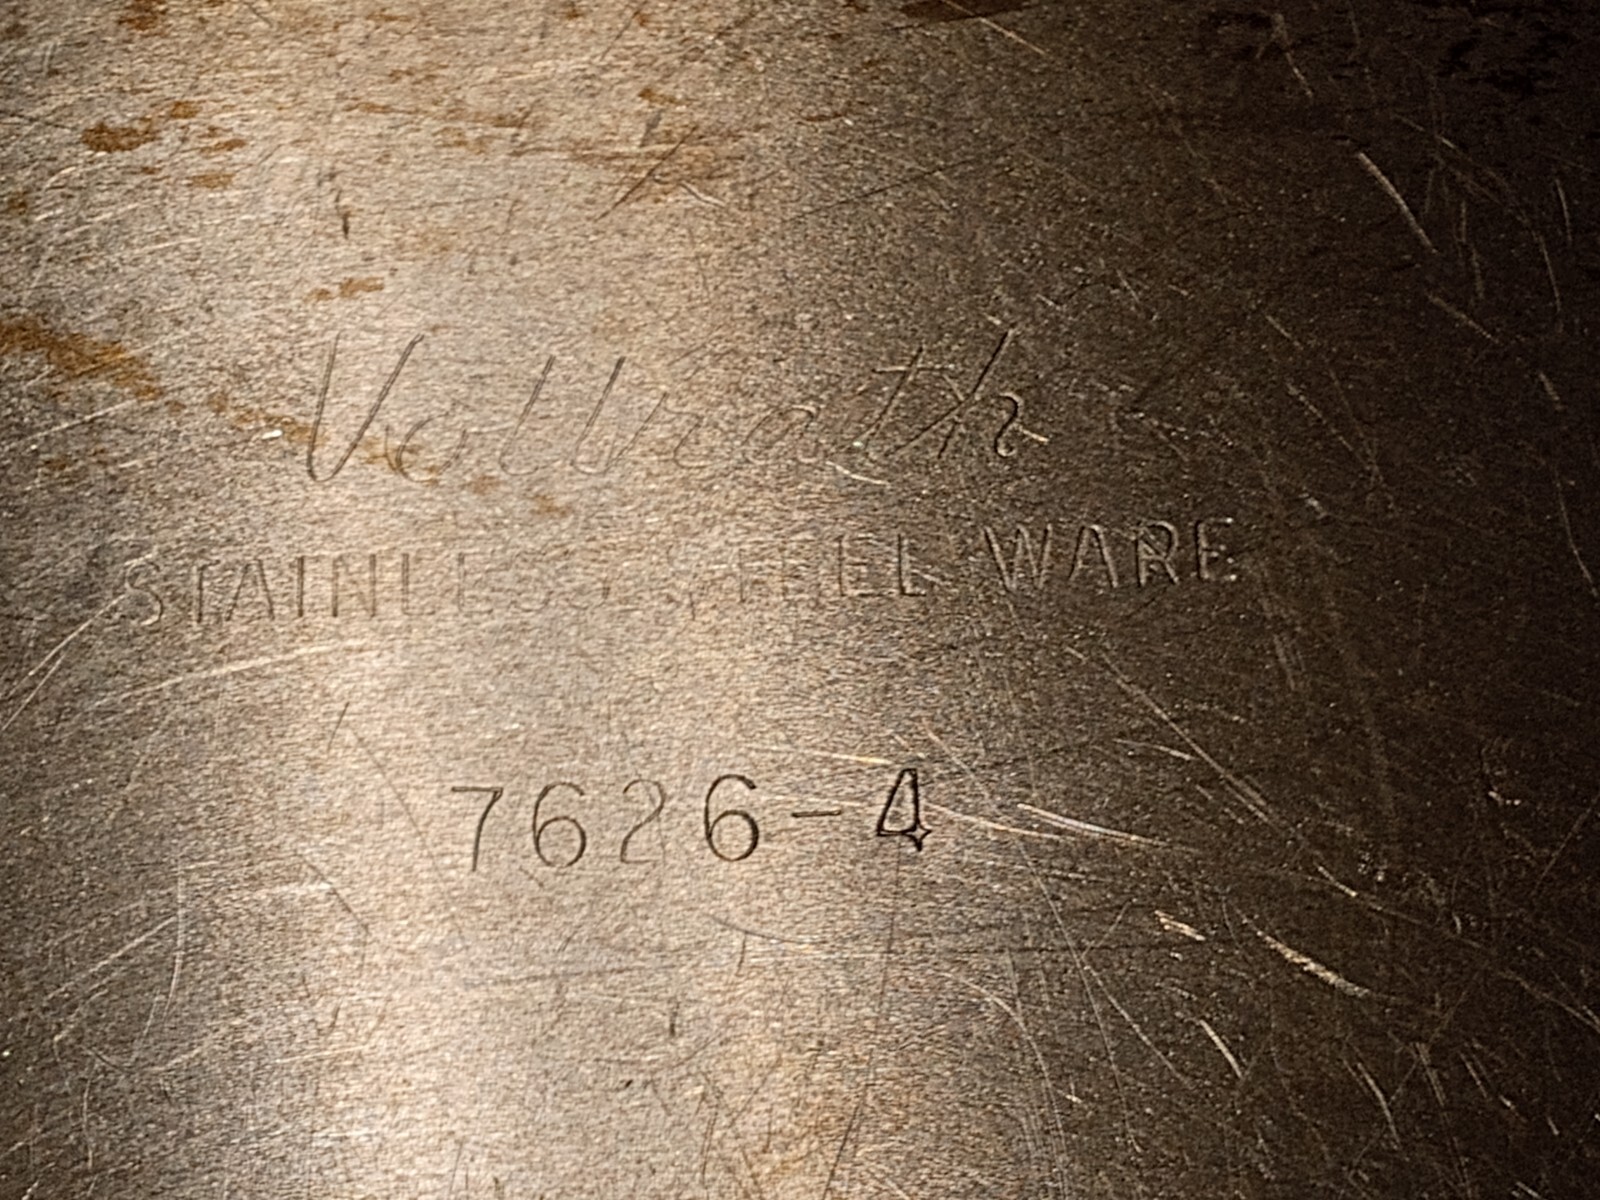 Vollrath
STAINLESS STEEL WARE
7626-4